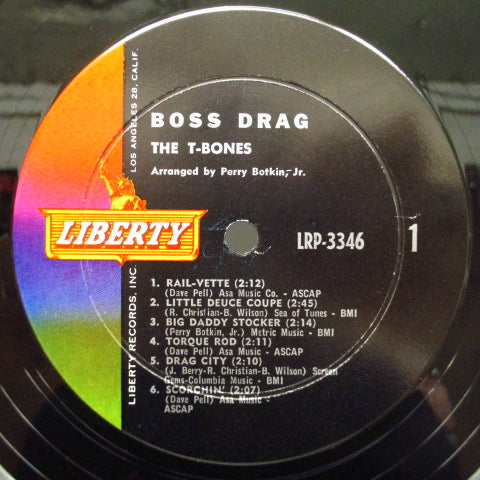 LOS ANGELES 28, CALIF.
BOSS DRAG
THE T-BONES
Arranged by Perry Botkin, Jr.
LIBERTY
LRP-3346
1
LIBERTY RECORDS, INC.
1. RAIL-VETTE (2:12)
(Dave Pell) Asa Music Co. - ASCAP
2. LITTLE DEUCE COUPE (2:45)
(R. Christian-B. Wilson) Sea of Tunes - BMI
3. BIG DADDY STOCKER (2:14)
(Perry Botkin, Jr.) Metric Music - BMI
4. TORQUE ROD (2:11)
(Dave Pell) Asa Music - ASCAP
5. DRAG CITY (2:10)
(J. Berry-R. Christian-B. Wilson) Screen
Gems-Columbia Music - BMI
6. SCORCHIN' (2:07)
(Dave Pell) Asa Music -
ASCAP